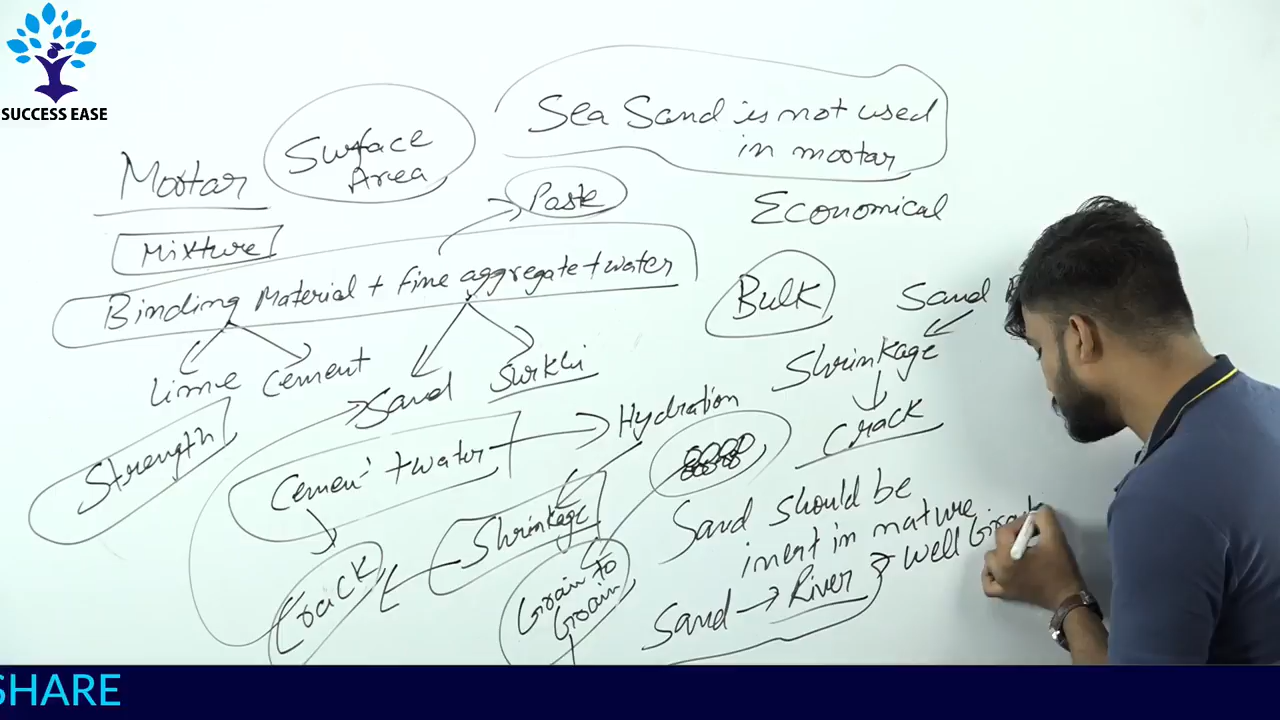 SUCCESS EASE
Sea Sand is not used
in mortar
Surface
Area
Mortar
Paste
Economical
Mixture
Binding Material + fine aggregate + water
Bulk
Sand
Shrinkage
Lime Cement
Sand Surkhi
Hydration
Crack
Strength
Cement + water
Sand should be
inert in nature
Shrinkage
Crack
Grain to
Grain
Sand → River
Well
SHARE